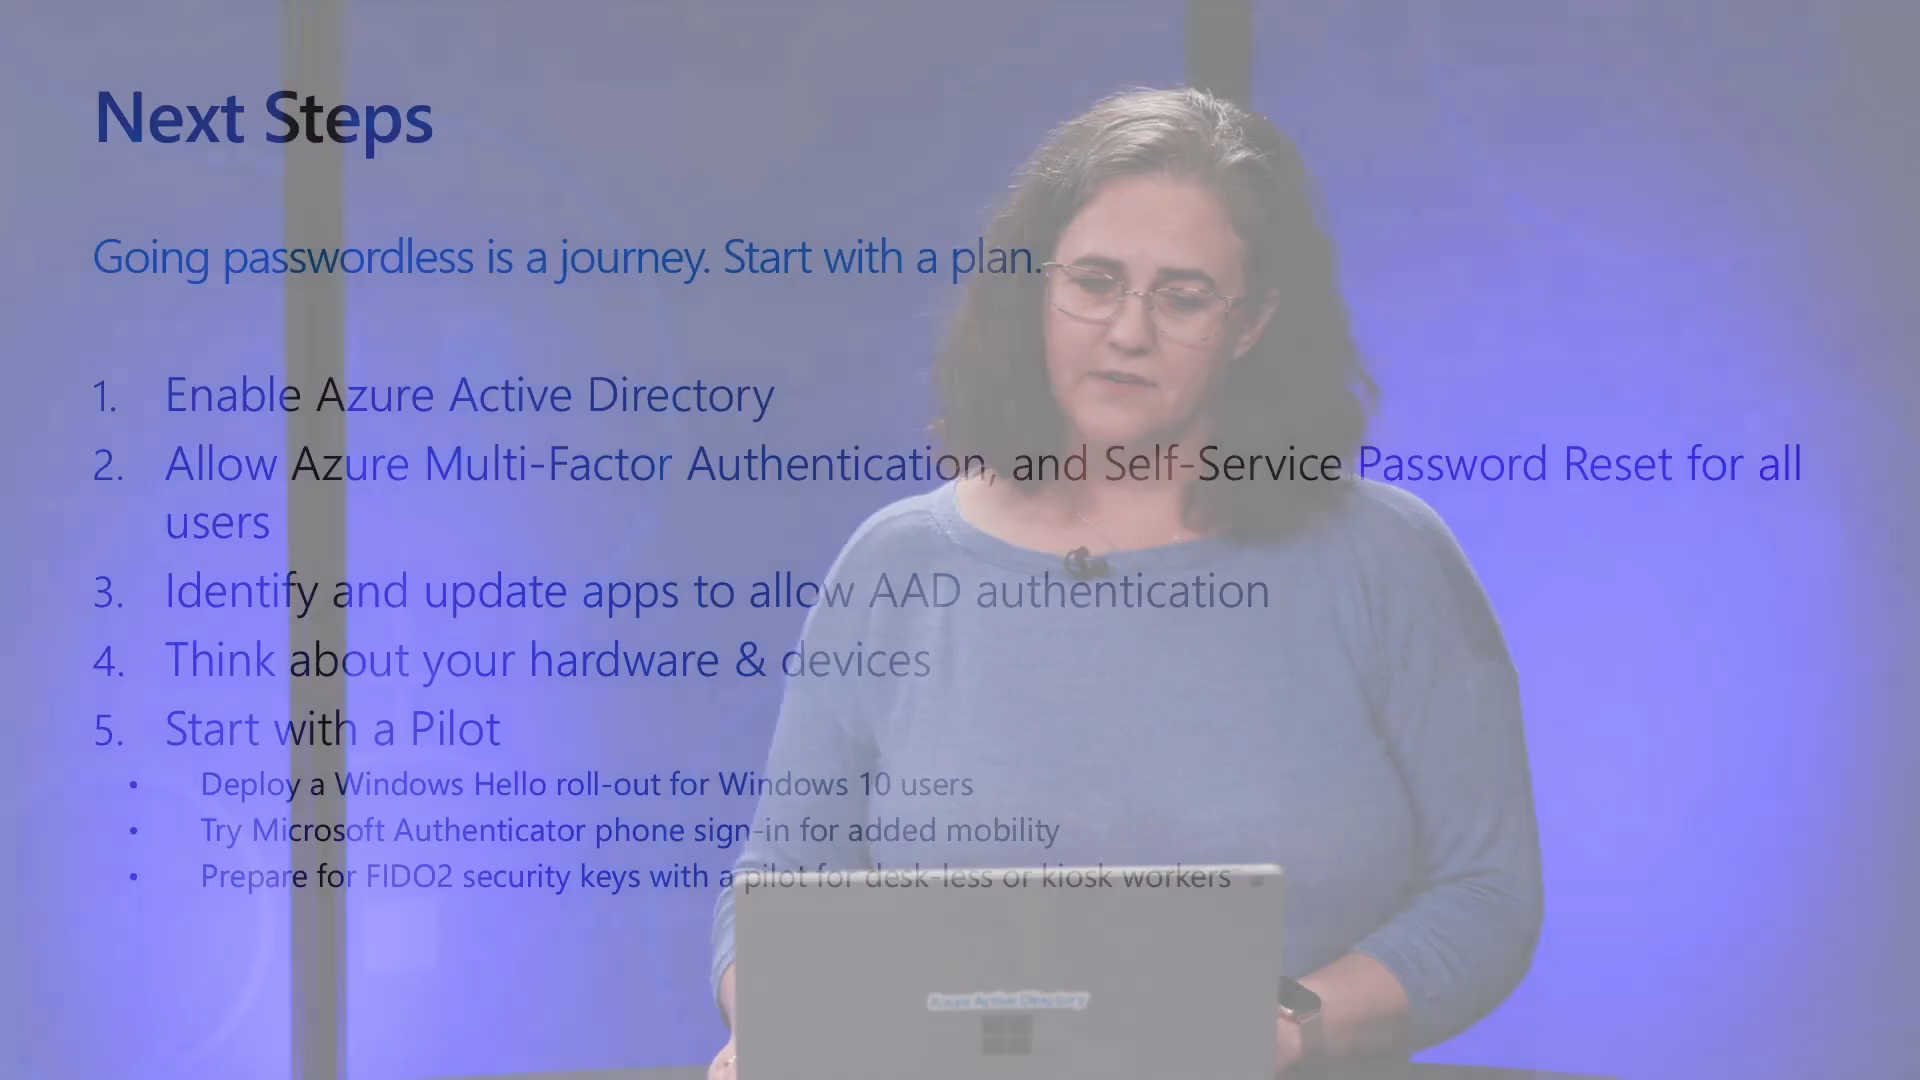 Next Steps
Going passwordless is a journey. Start with a plan.
1. Enable Azure Active Directory
2. Allow Azure Multi-Factor Authentication, and Self-Service Password Reset for all
users
3. Identify and update apps to allow AAD authentication
4. Think about your hardware & devices
5. Start with a Pilot
• Deploy a Windows Hello roll-out for Windows 10 users
• Try Microsoft Authenticator phone sign-in for added mobility
• Prepare for FIDO2 security keys with a pilot for desk-less or kiosk workers
Azure Active Directory